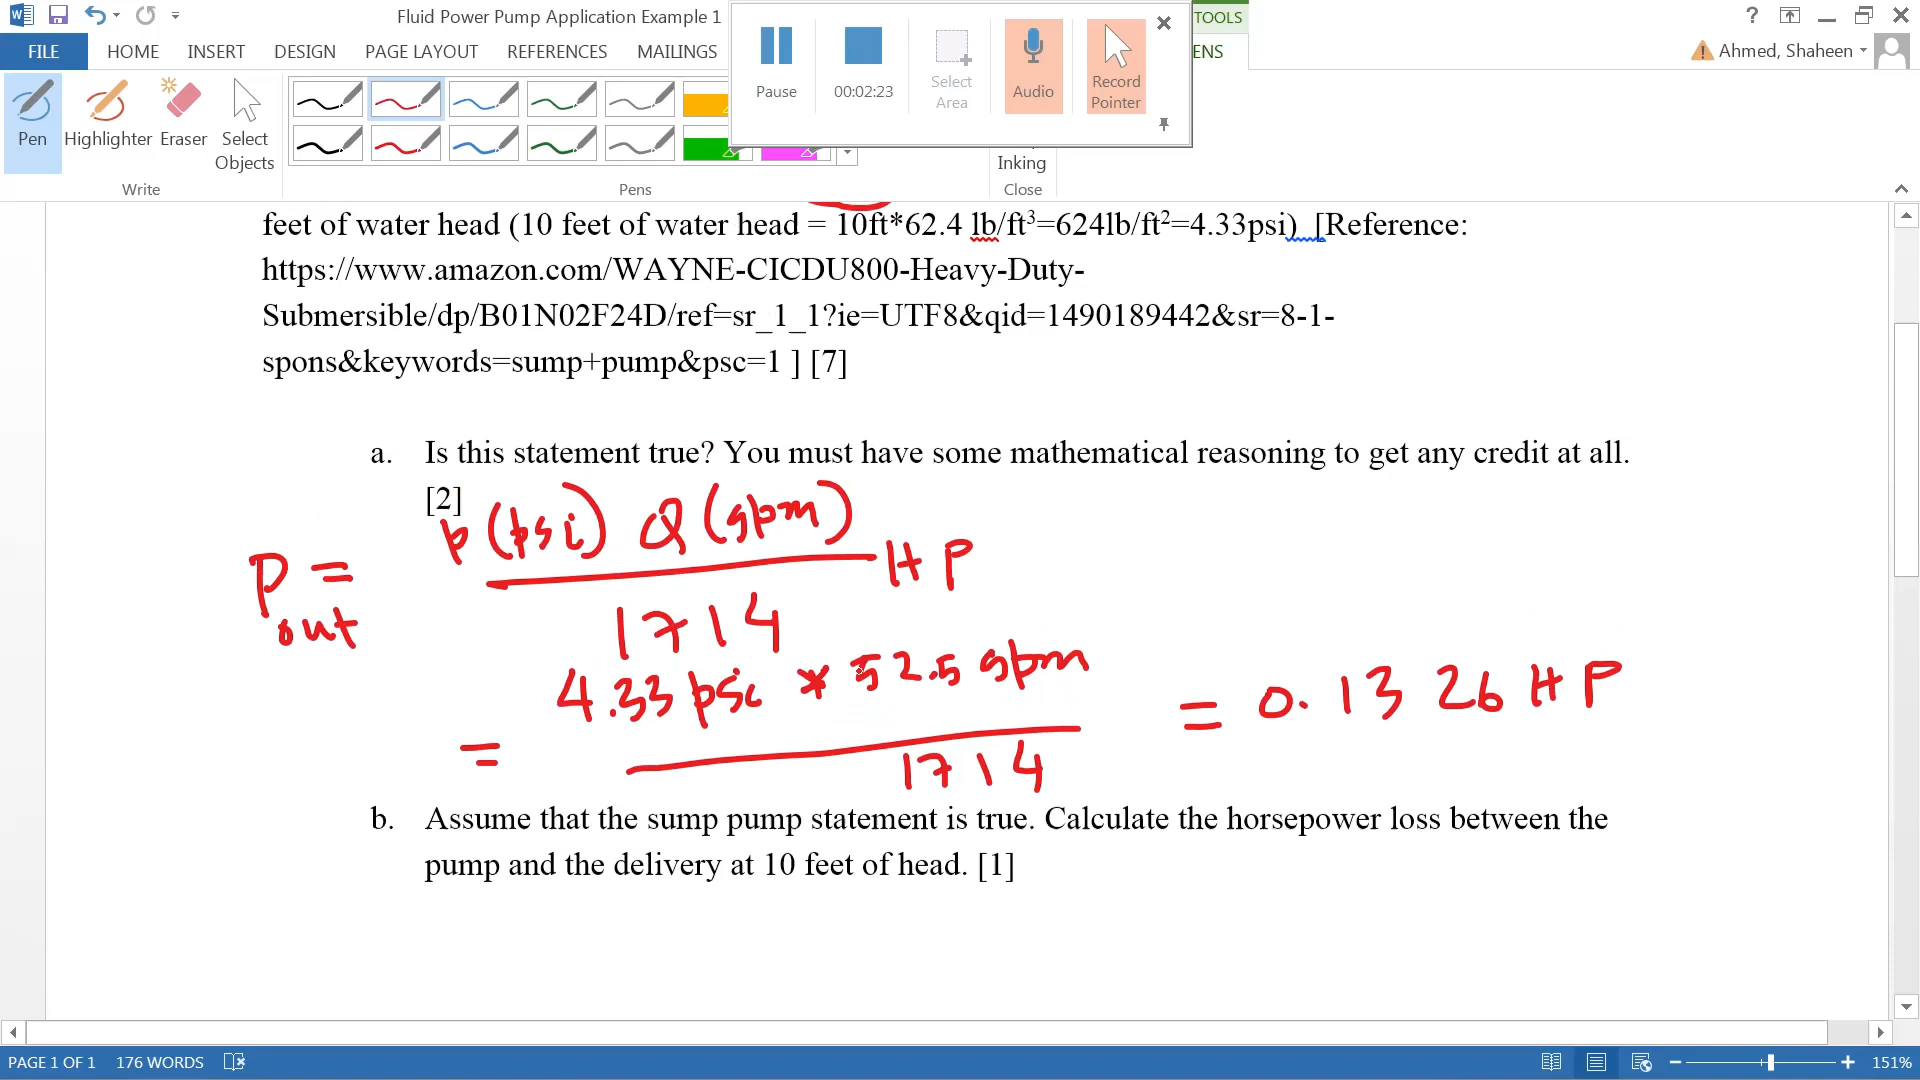 Fluid Power Pump Application Example 1
TOOLS
FILE HOME INSERT DESIGN PAGE LAYOUT REFERENCES MAILINGS ENS Ahmed, Shaheen
Pause 00:02:23 Select Area Audio Record Pointer
Pen Highlighter Eraser Select Objects
Inking
Write Pens Close
feet of water head (10 feet of water head = 10ft*62.4 lb/ft³=624lb/ft²=4.33psi) [Reference:
https://www.amazon.com/WAYNE-CICDU800-Heavy-Duty-
Submersible/dp/B01N02F24D/ref=sr_1_1?ie=UTF8&qid=1490189442&sr=8-1-
spons&keywords=sump+pump&psc=1 ] [7]
a. Is this statement true? You must have some mathematical reasoning to get any credit at all.
[2]
p (psi) Q (gpm)
P out = HP
1714
4.33 psi * 52.5 gpm
= = 0.1326 HP
1714
b. Assume that the sump pump statement is true. Calculate the horsepower loss between the
pump and the delivery at 10 feet of head. [1]
PAGE 1 OF 1 176 WORDS 151%